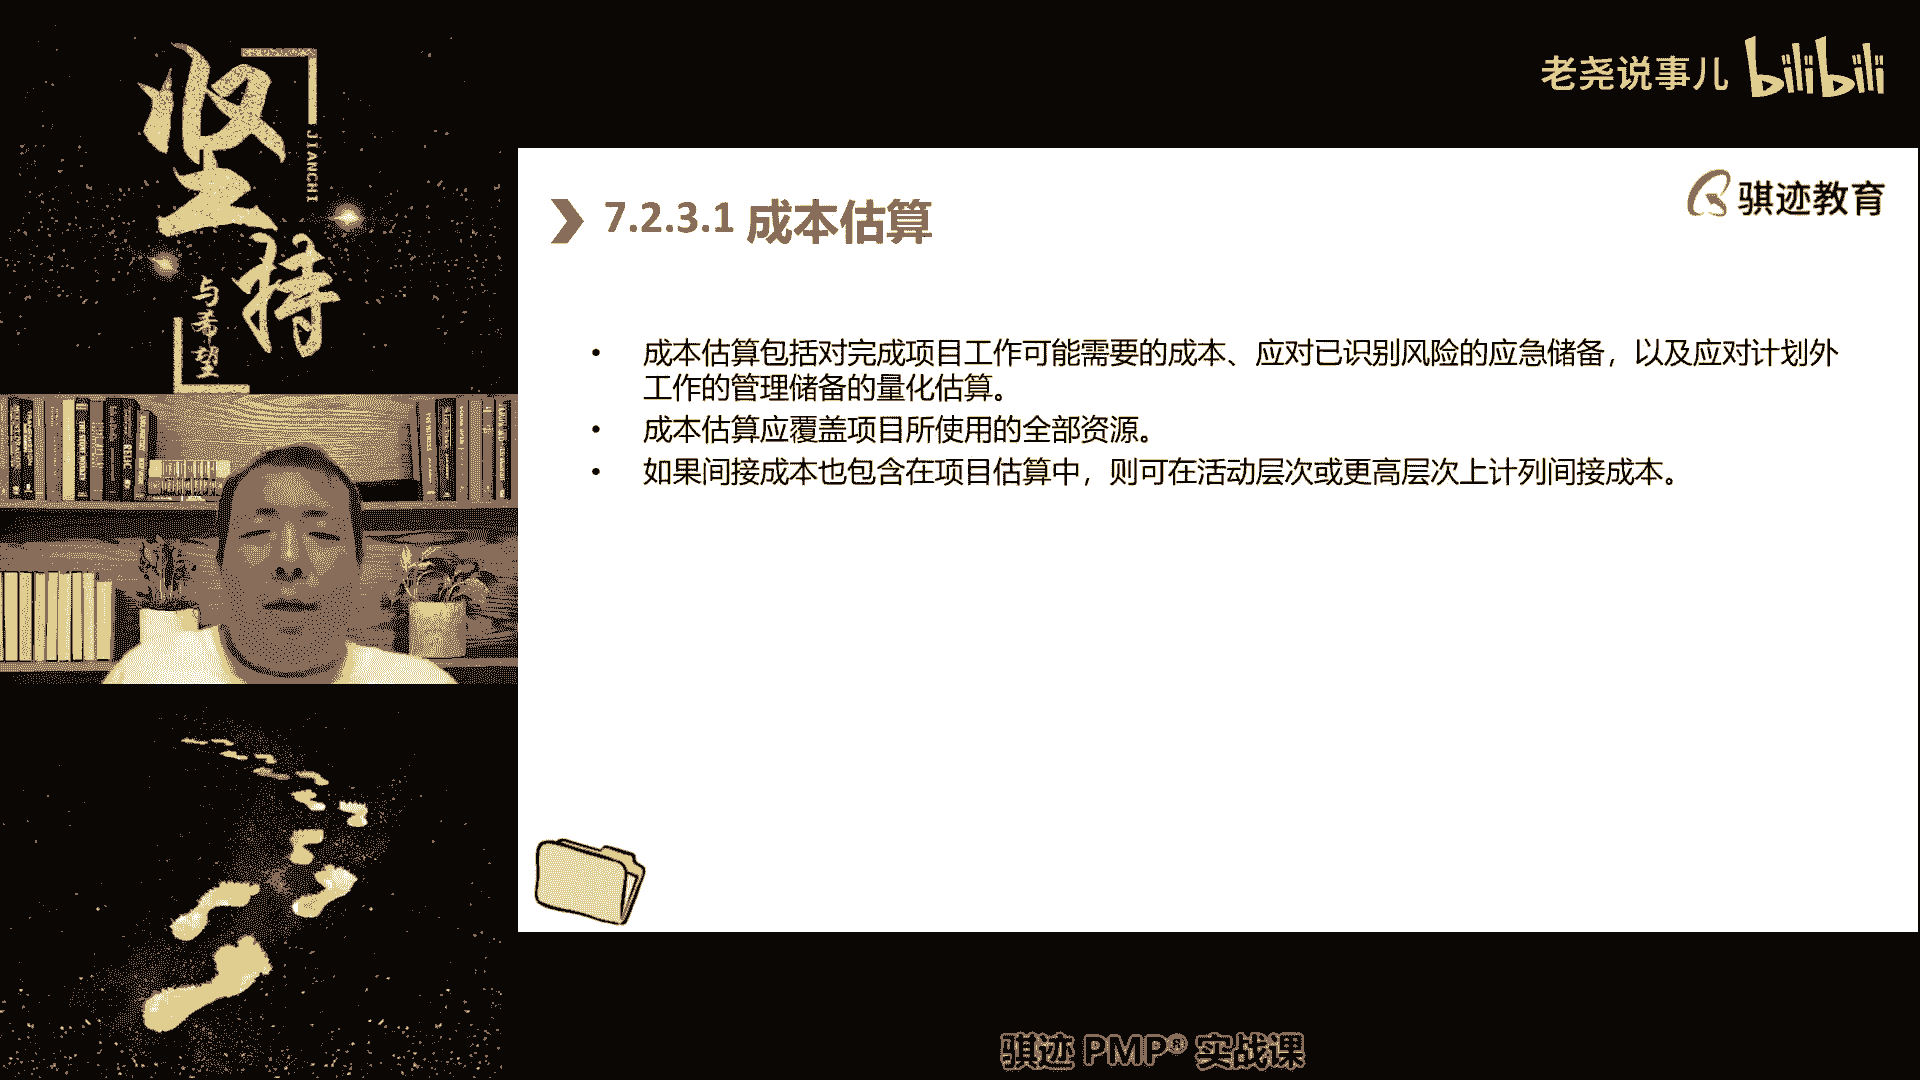 坚持
JIANCHI
与希望
老尧说事儿 bilibili
骐迹教育
7.2.3.1 成本估算
• 成本估算包括对完成项目工作可能需要的成本、应对已识别风险的应急储备，以及应对计划外
工作的管理储备的量化估算。
• 成本估算应覆盖项目所使用的全部资源。
• 如果间接成本也包含在项目估算中，则可在活动层次或更高层次上计列间接成本。
骐迹 PMP® 实战课